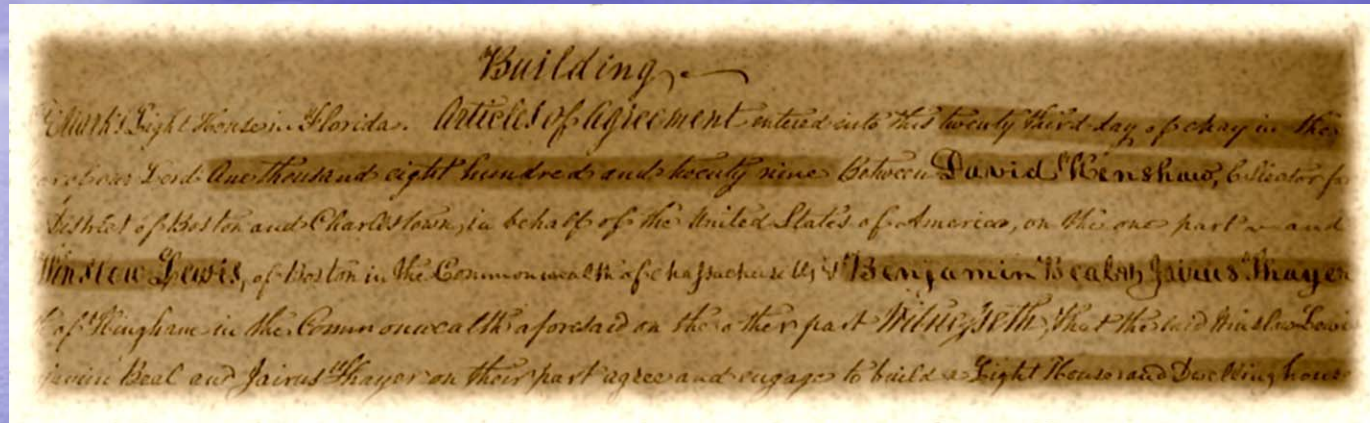 Building
St Mark's Light House in Florida. Articles of Agreement entered into this twenty third day of May in the
year of our Lord One thousand eight hundred and twenty nine Between David Henshaw, Collector for
District of Boston and Charlestown, in behalf of the United States of America, on the one part and
Winslow Lewis, of Boston in the Commonwealth of Massachusetts, & Benjamin Beal & Jairus Thayer
of Hingham in the Commonwealth aforesaid on the other part Witnesseth, that the said Winslow Lewis
Beal and Jairus Thayer on their part agree and engage to build a Light House and Dwelling house